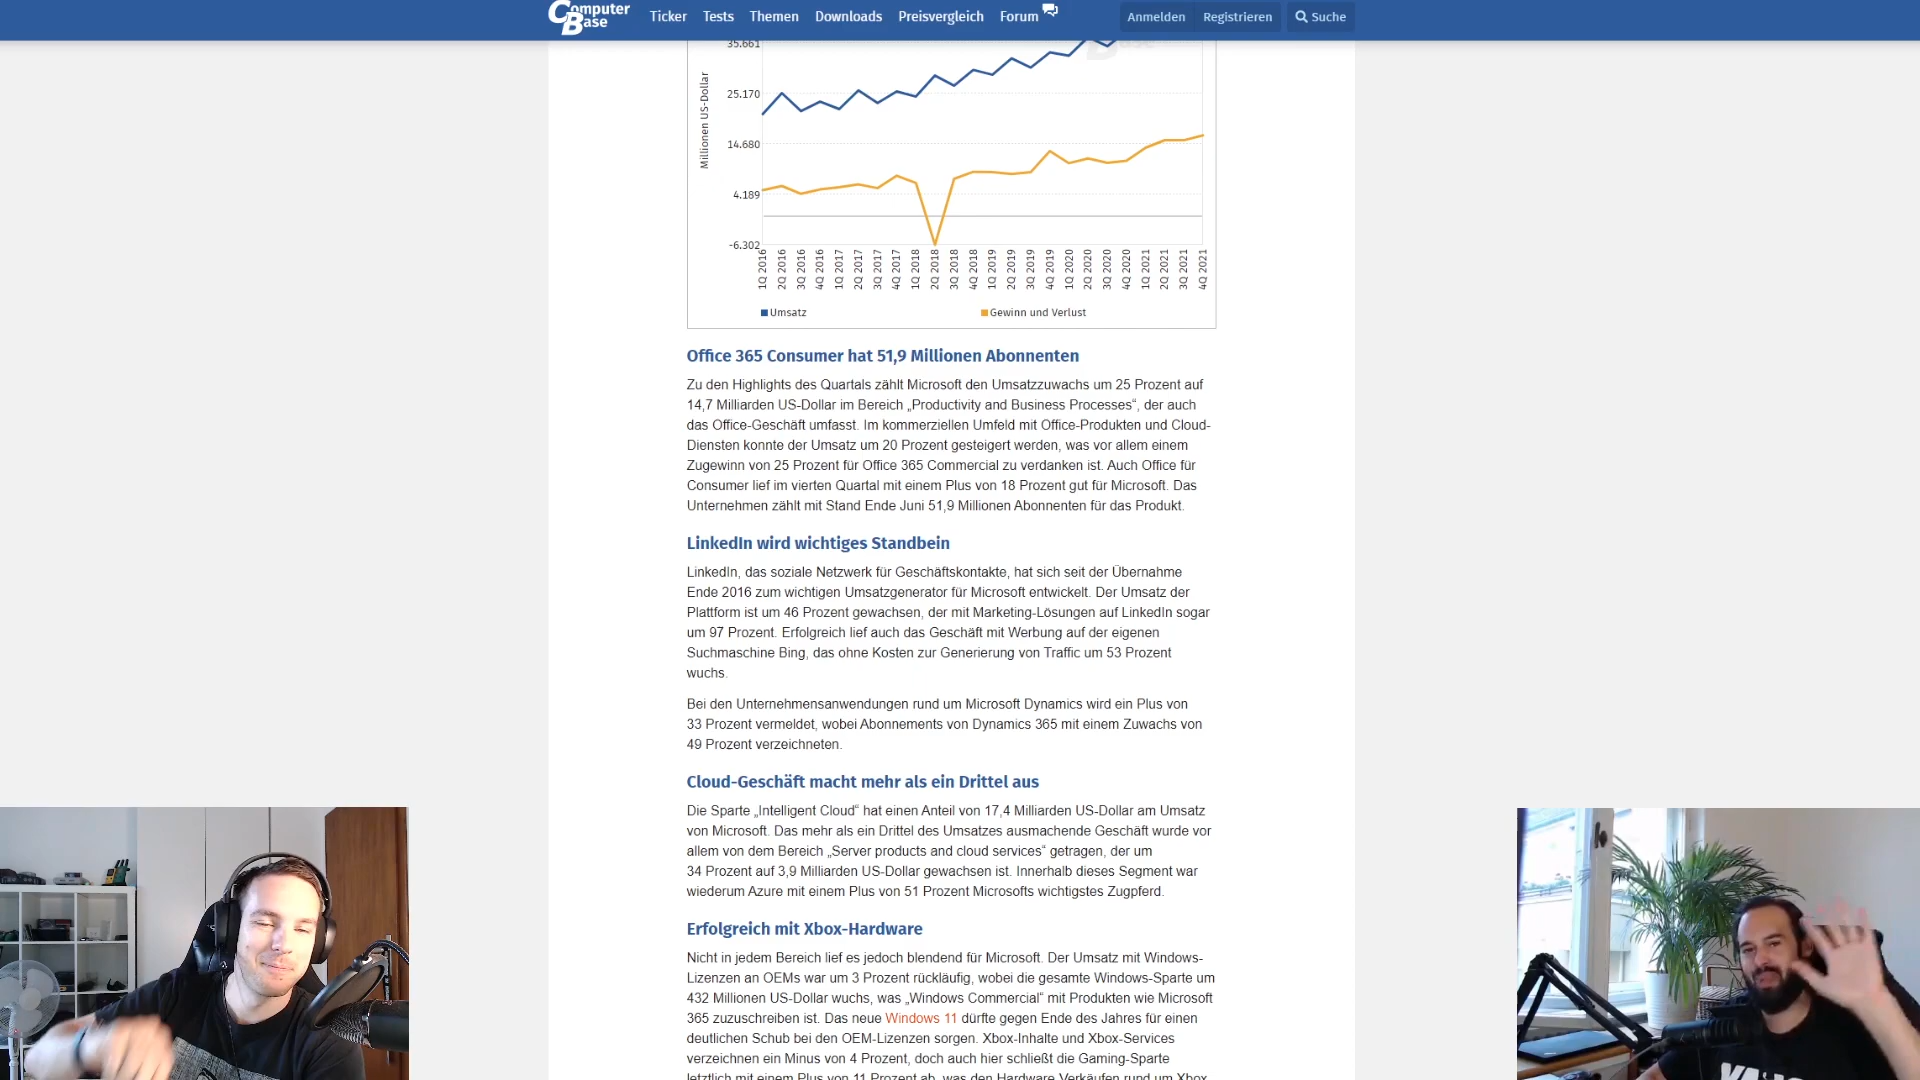 Computer
Base
Ticker Tests Themen Downloads Preisvergleich Forum Anmelden Registrieren Suche
35.661
25.170
14.680
4.189
-6.302
Millionen US-Dollar
1Q 2016 2Q 2016 3Q 2016 4Q 2016 1Q 2017 2Q 2017 3Q 2017 4Q 2017 1Q 2018 2Q 2018 3Q 2018 4Q 2018 1Q 2019 2Q 2019 3Q 2019 4Q 2019 1Q 2020 2Q 2020 3Q 2020 4Q 2020 1Q 2021 2Q 2021 3Q 2021 4Q 2021
Umsatz Gewinn und Verlust
Office 365 Consumer hat 51,9 Millionen Abonnenten
Zu den Highlights des Quartals zählt Microsoft den Umsatzzuwachs um 25 Prozent auf
14,7 Milliarden US-Dollar im Bereich „Productivity and Business Processes“, der auch
das Office-Geschäft umfasst. Im kommerziellen Umfeld mit Office-Produkten und Cloud-
Diensten konnte der Umsatz um 20 Prozent gesteigert werden, was vor allem einem
Zugewinn von 25 Prozent für Office 365 Commercial zu verdanken ist. Auch Office für
Consumer lief im vierten Quartal mit einem Plus von 18 Prozent gut für Microsoft. Das
Unternehmen zählt mit Stand Ende Juni 51,9 Millionen Abonnenten für das Produkt.
LinkedIn wird wichtiges Standbein
LinkedIn, das soziale Netzwerk für Geschäftskontakte, hat sich seit der Übernahme
Ende 2016 zum wichtigen Umsatzgenerator für Microsoft entwickelt. Der Umsatz der
Plattform ist um 46 Prozent gewachsen, der mit Marketing-Lösungen auf LinkedIn sogar
um 97 Prozent. Erfolgreich lief auch das Geschäft mit Werbung auf der eigenen
Suchmaschine Bing, das ohne Kosten zur Generierung von Traffic um 53 Prozent
wuchs.
Bei den Unternehmensanwendungen rund um Microsoft Dynamics wird ein Plus von
33 Prozent vermeldet, wobei Abonnements von Dynamics 365 mit einem Zuwachs von
49 Prozent verzeichneten.
Cloud-Geschäft macht mehr als ein Drittel aus
Die Sparte „Intelligent Cloud“ hat einen Anteil von 17,4 Milliarden US-Dollar am Umsatz
von Microsoft. Das mehr als ein Drittel des Umsatzes ausmachende Geschäft wurde vor
allem von dem Bereich „Server products and cloud services“ getragen, der um
34 Prozent auf 3,9 Milliarden US-Dollar gewachsen ist. Innerhalb dieses Segment war
wiederum Azure mit einem Plus von 51 Prozent Microsofts wichtigstes Zugpferd.
Erfolgreich mit Xbox-Hardware
Nicht in jedem Bereich lief es jedoch blendend für Microsoft. Der Umsatz mit Windows-
Lizenzen an OEMs war um 3 Prozent rückläufig, wobei die gesamte Windows-Sparte um
432 Millionen US-Dollar wuchs, was „Windows Commercial“ mit Produkten wie Microsoft
365 zuzuschreiben ist. Das neue Windows 11 dürfte gegen Ende des Jahres für einen
deutlichen Schub bei den OEM-Lizenzen sorgen. Xbox-Inhalte und Xbox-Services
verzeichnen ein Minus von 4 Prozent, doch auch hier schließt die Gaming-Sparte
letztlich mit einem Plus von 11 Prozent ab, was den Hardware Verkäufen rund um Xbox